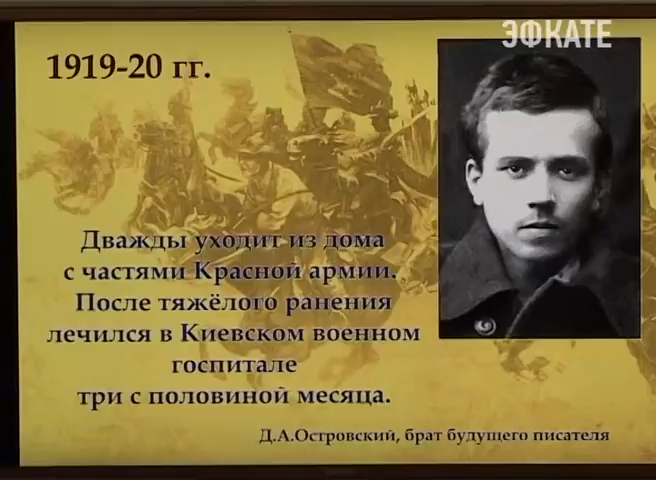 ЭФКАТЕ
1919-20 гг.
Дважды уходит из дома
с частями Красной армии.
После тяжёлого ранения
лечился в Киевском военном
госпитале
три с половиной месяца.
Д.А.Островский, брат будущего писателя